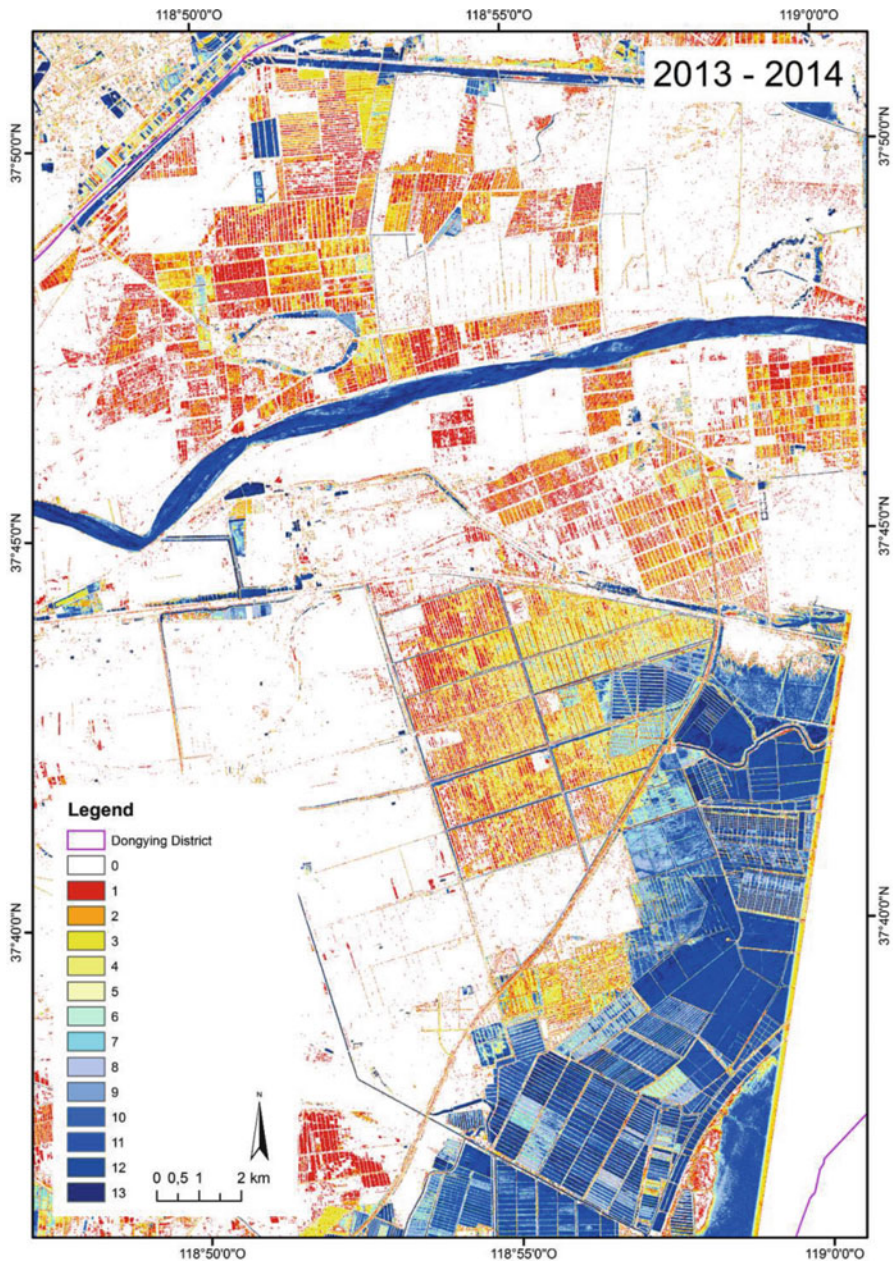 118°50'0"O
118°55'0"O
119°0'0"O
2013 - 2014
37°50'0"N
37°50'0"N
37°45'0"N
37°45'0"N
37°40'0"N
37°40'0"N
Legend
Dongying District
0
1
2
3
4
5
6
7
8
9
10
11
12
13
N
0 0,5 1 2 km
118°50'0"O
118°55'0"O
119°0'0"O